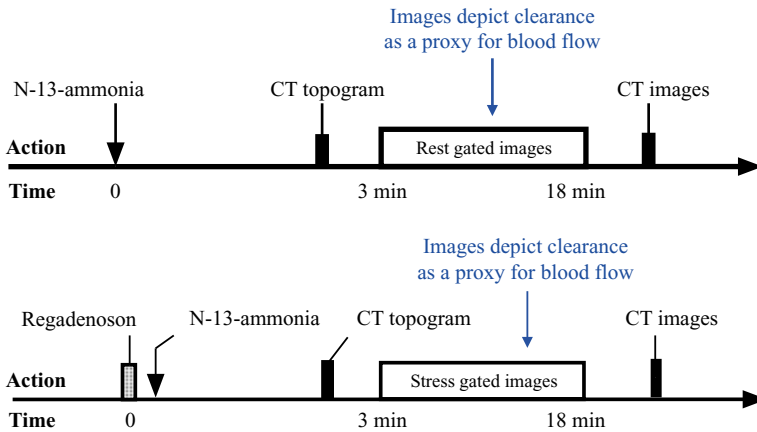 Images depict clearance
as a proxy for blood flow
N-13-ammonia CT topogram CT images
Action Rest gated images
Time 0 3 min 18 min
Images depict clearance
as a proxy for blood flow
Regadenoson N-13-ammonia CT topogram CT images
Action Stress gated images
Time 0 3 min 18 min